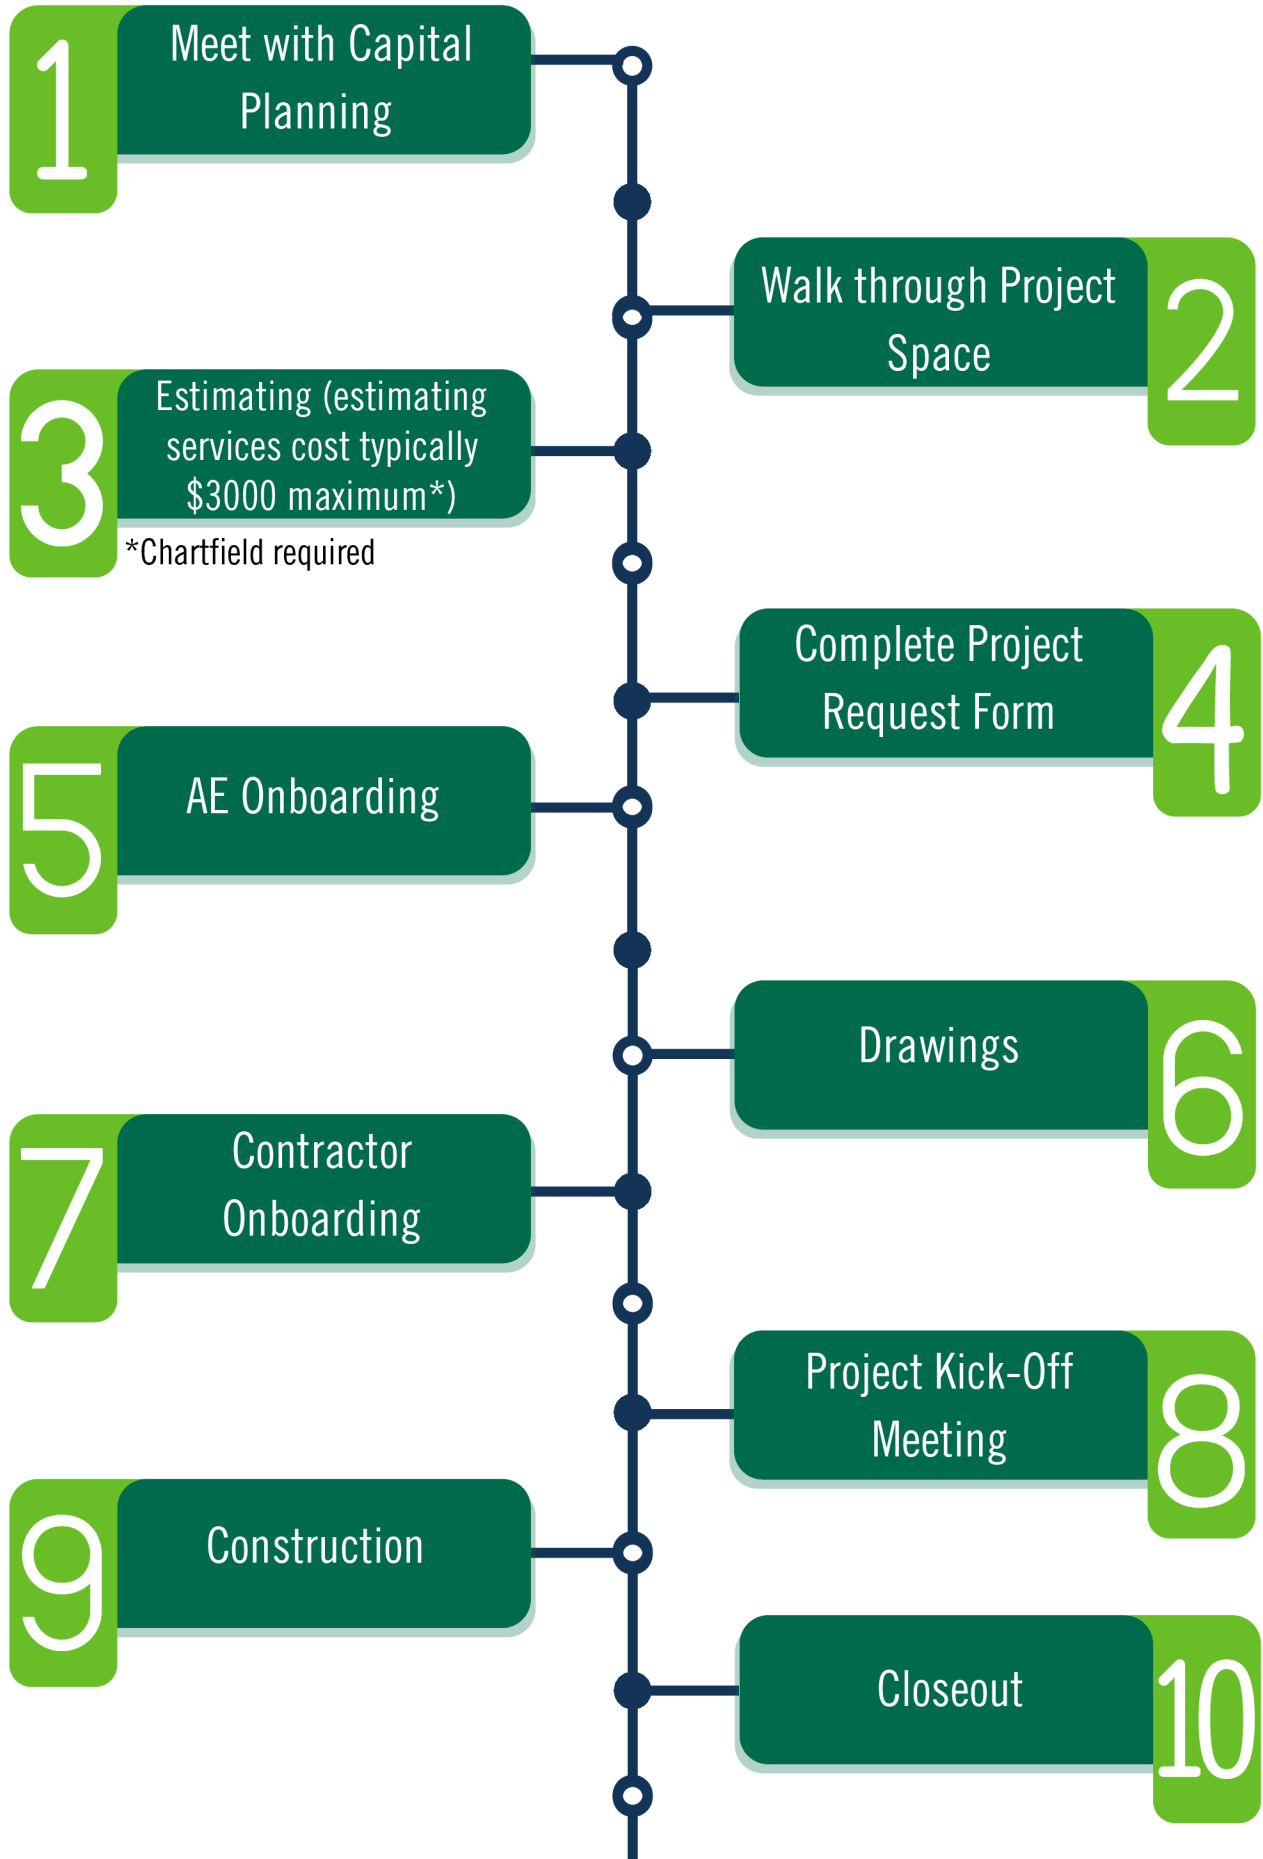 1
Meet with Capital
Planning
2
Walk through Project
Space
3
Estimating (estimating
services cost typically
$3000 maximum*)
*Chartfield required
4
Complete Project
Request Form
5
AE Onboarding
6
Drawings
7
Contractor
Onboarding
8
Project Kick-Off
Meeting
9
Construction
10
Closeout